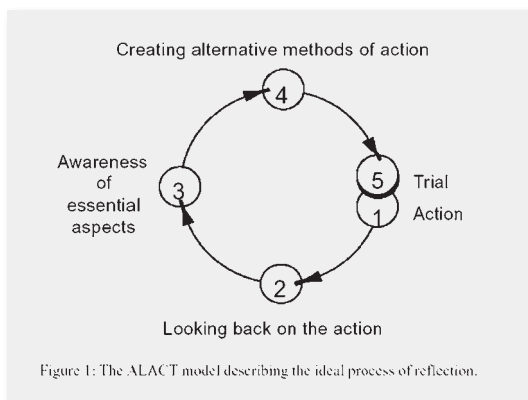 Creating alternative methods of action
4
Awareness
of
essential
aspects
3
5
Trial
1
Action
2
Looking back on the action
Figure 1: The ALACT model describing the ideal process of reflection.